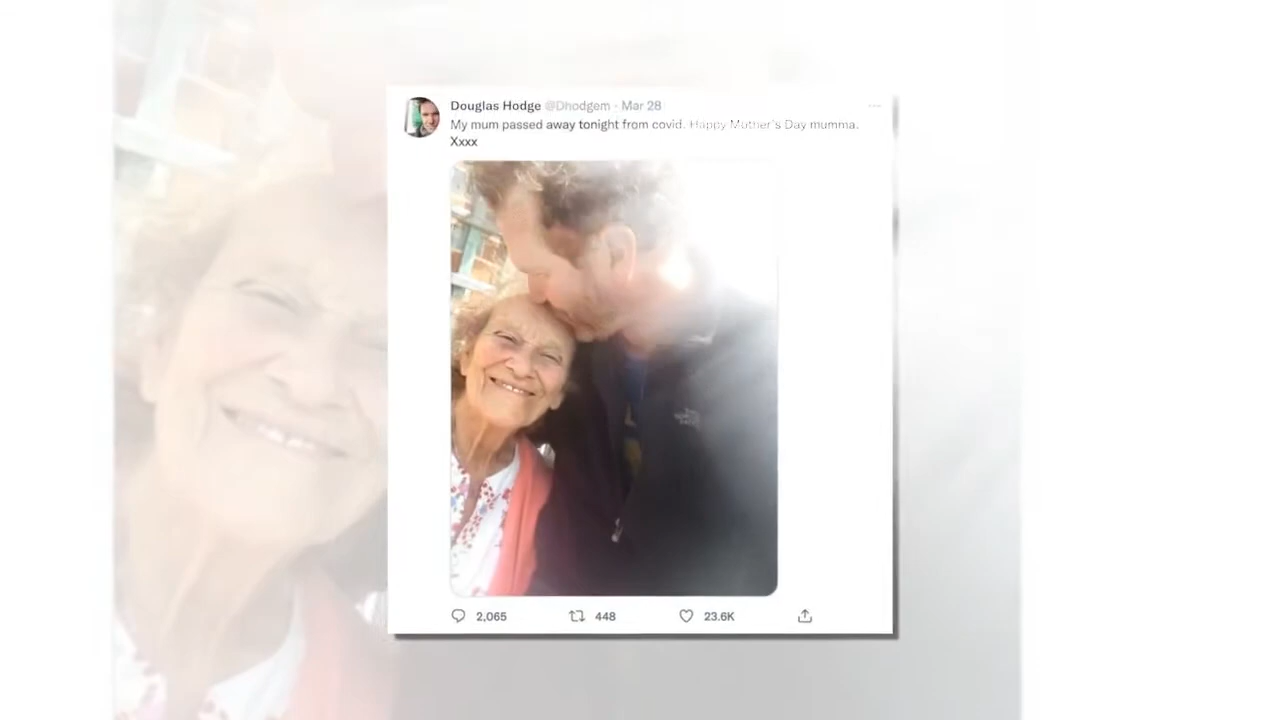 Douglas Hodge @Dhodgem · Mar 28
My mum passed away tonight from covid. Happy Mother's Day mumma.
Xxxx
2,065 448 23.6K